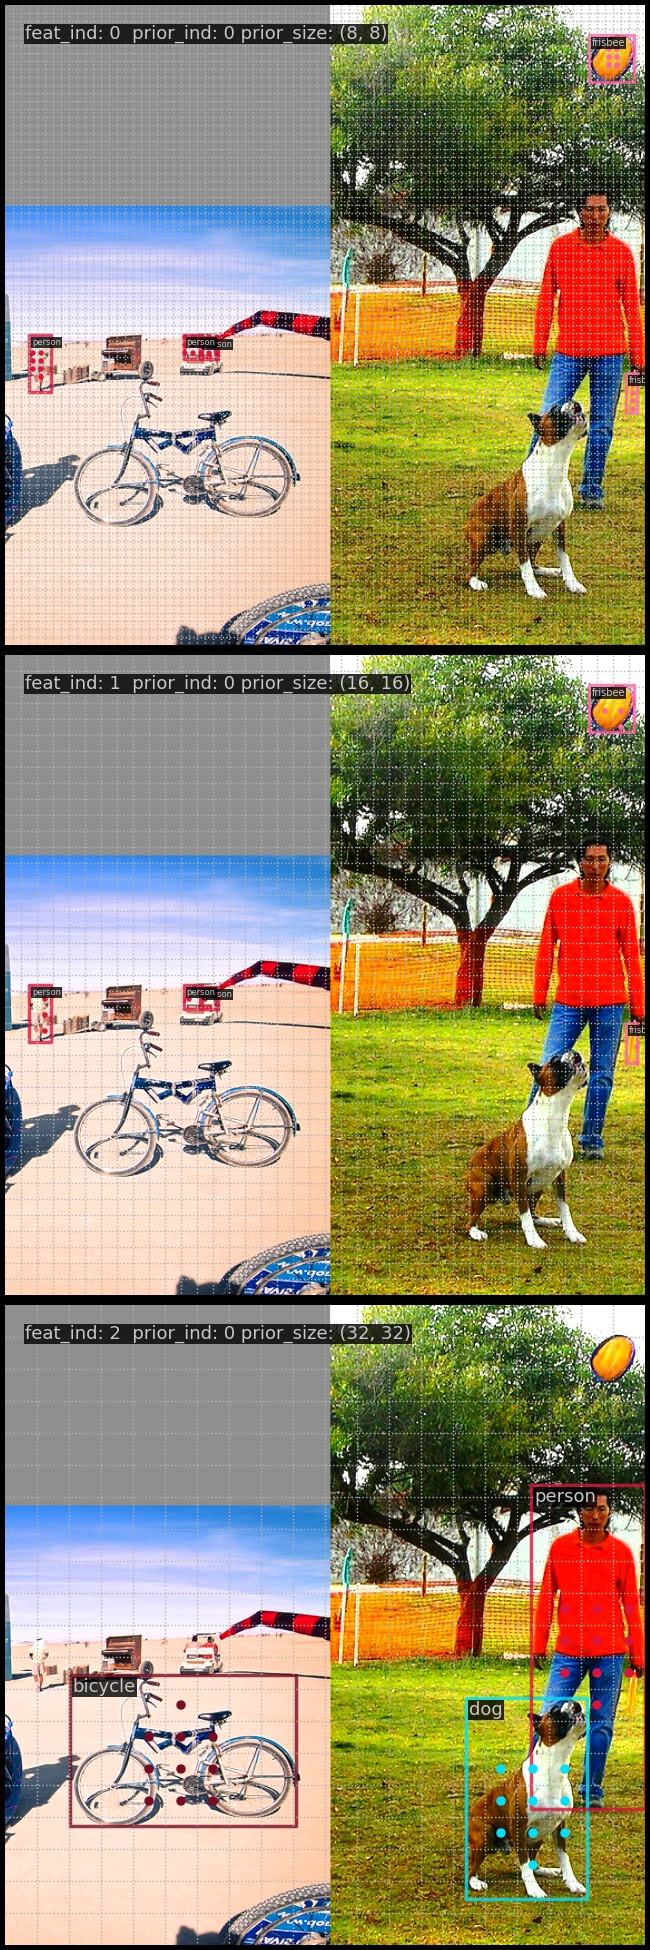 feat_ind: 0 prior_ind: 0 prior_size: (8, 8)
frisbee
person
person
son
frisb
feat_ind: 1 prior_ind: 0 prior_size: (16, 16)
frisbee
person
person
son
frisb
feat_ind: 2 prior_ind: 0 prior_size: (32, 32)
person
bicycle
dog